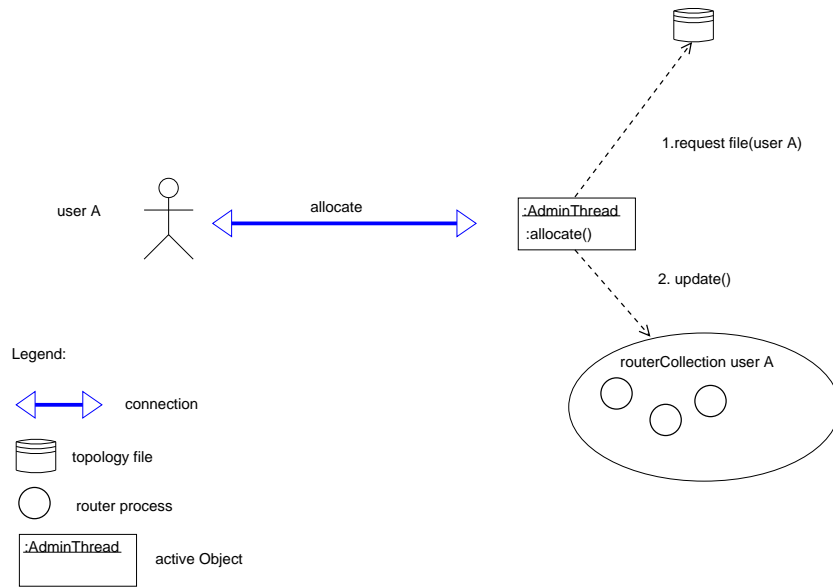 1.request file(user A)
user A
allocate
:AdminThread
:allocate()
2. update()
routerCollection user A
Legend:
connection
topology file
router process
:AdminThread
active Object